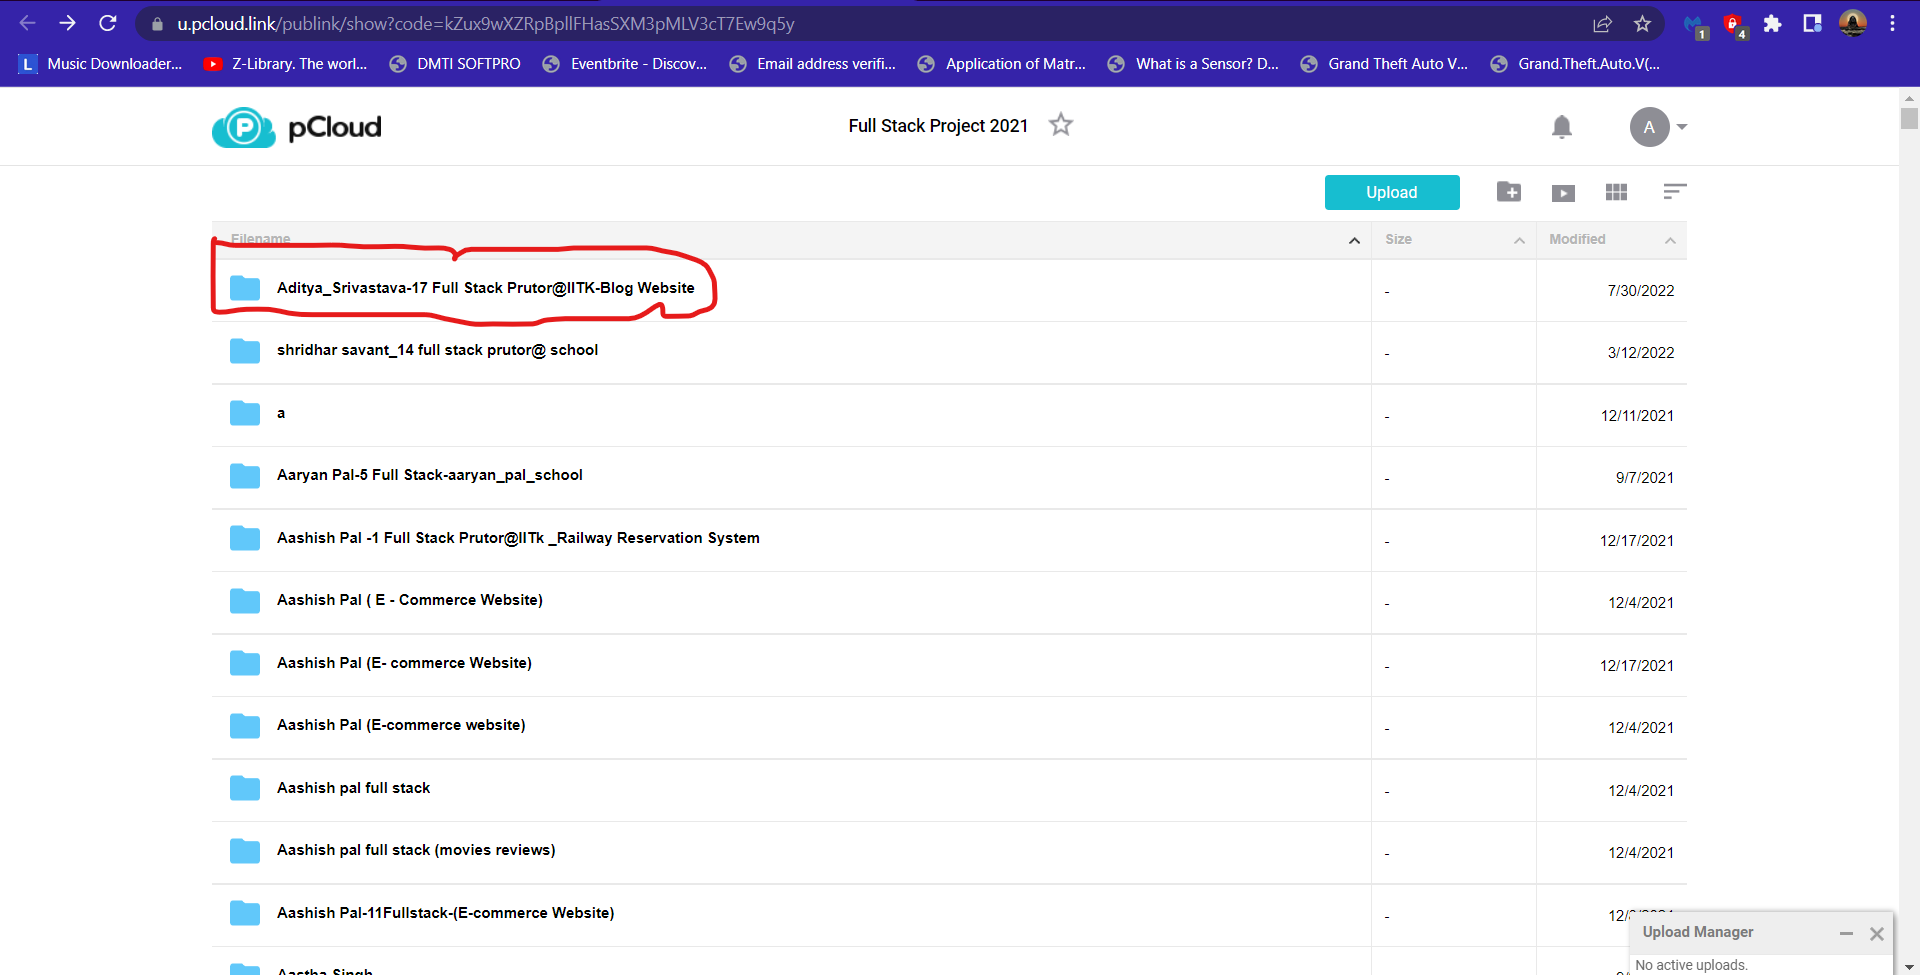 u.pcloud.link/publink/show?code=kZux9wXZRpBpllFHasSXM3pMLV3cT7Ew9q5y
1
4
L Music Downloader... Z-Library. The worl... DMTI SOFTPRO Eventbrite - Discov... Email address verifi... Application of Matr... What is a Sensor? D... Grand Theft Auto V... Grand.Theft.Auto.V(...
P pCloud Full Stack Project 2021 A
Upload
Filename Size Modified
Aditya_Srivastava-17 Full Stack Prutor@IITK-Blog Website - 7/30/2022
shridhar savant_14 full stack prutor@ school - 3/12/2022
a - 12/11/2021
Aaryan Pal-5 Full Stack-aaryan_pal_school - 9/7/2021
Aashish Pal -1 Full Stack Prutor@IITk _Railway Reservation System - 12/17/2021
Aashish Pal ( E - Commerce Website) - 12/4/2021
Aashish Pal (E- commerce Website) - 12/17/2021
Aashish Pal (E-commerce website) - 12/4/2021
Aashish pal full stack - 12/4/2021
Aashish pal full stack (movies reviews) - 12/4/2021
Aashish Pal-11Fullstack-(E-commerce Website) -
Aastha Singh
Upload Manager
No active uploads.